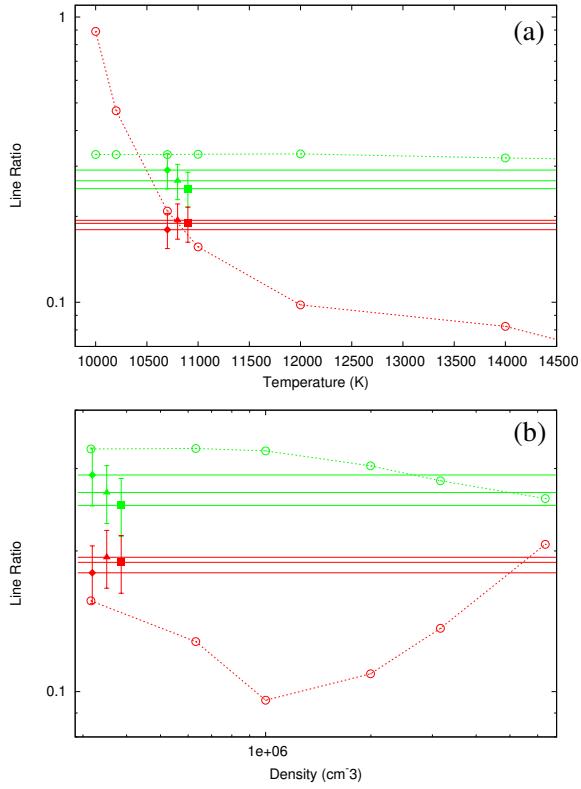 1
(a)
Line Ratio
0.1
10000 10500 11000 11500 12000 12500 13000 13500 14000 14500
Temperature (K)
(b)
Line Ratio
0.1
1e+06
Density (cm-3)